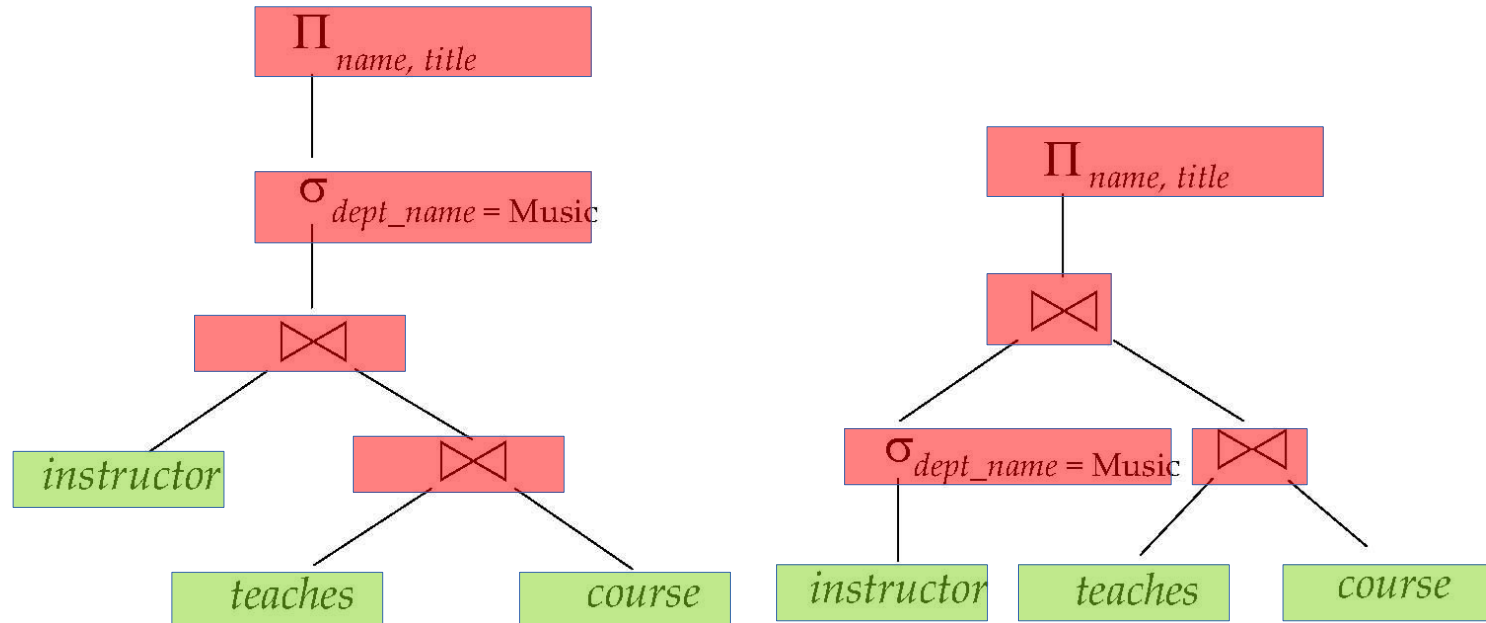 Π name, title
σ dept_name = Music
⋈
instructor
⋈
teaches
course
Π name, title
⋈
σ dept_name = Music
⋈
instructor
teaches
course